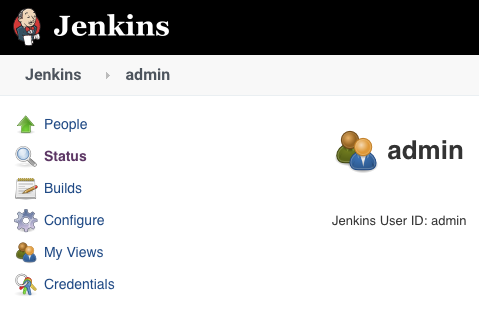 Jenkins
Jenkins admin
People
Status
Builds
Configure
My Views
Credentials
admin
Jenkins User ID: admin